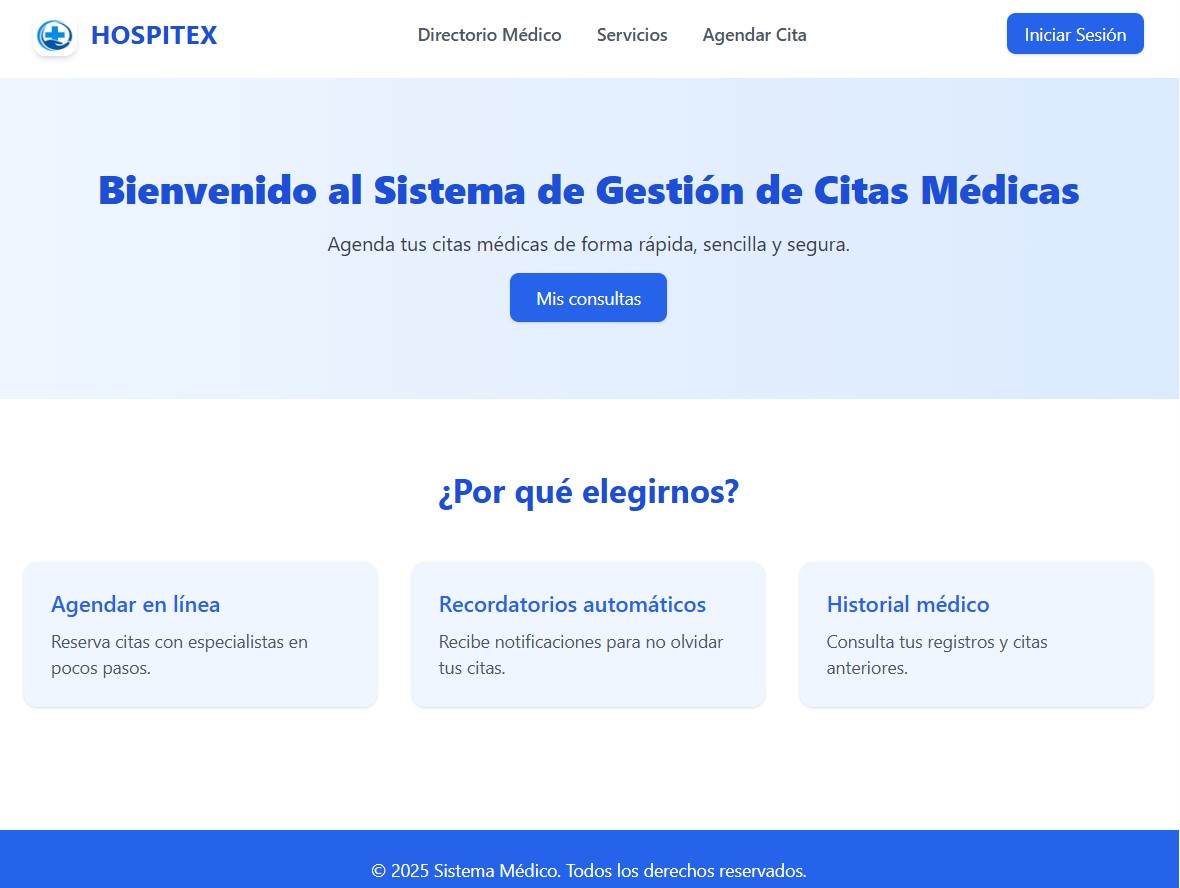 HOSPITEX
Directorio Médico
Servicios
Agendar Cita
Iniciar Sesión
Bienvenido al Sistema de Gestión de Citas Médicas
Agenda tus citas médicas de forma rápida, sencilla y segura.
Mis consultas
¿Por qué elegirnos?
Agendar en línea
Reserva citas con especialistas en
pocos pasos.
Recordatorios automáticos
Recibe notificaciones para no olvidar
tus citas.
Historial médico
Consulta tus registros y citas
anteriores.
© 2025 Sistema Médico. Todos los derechos reservados.